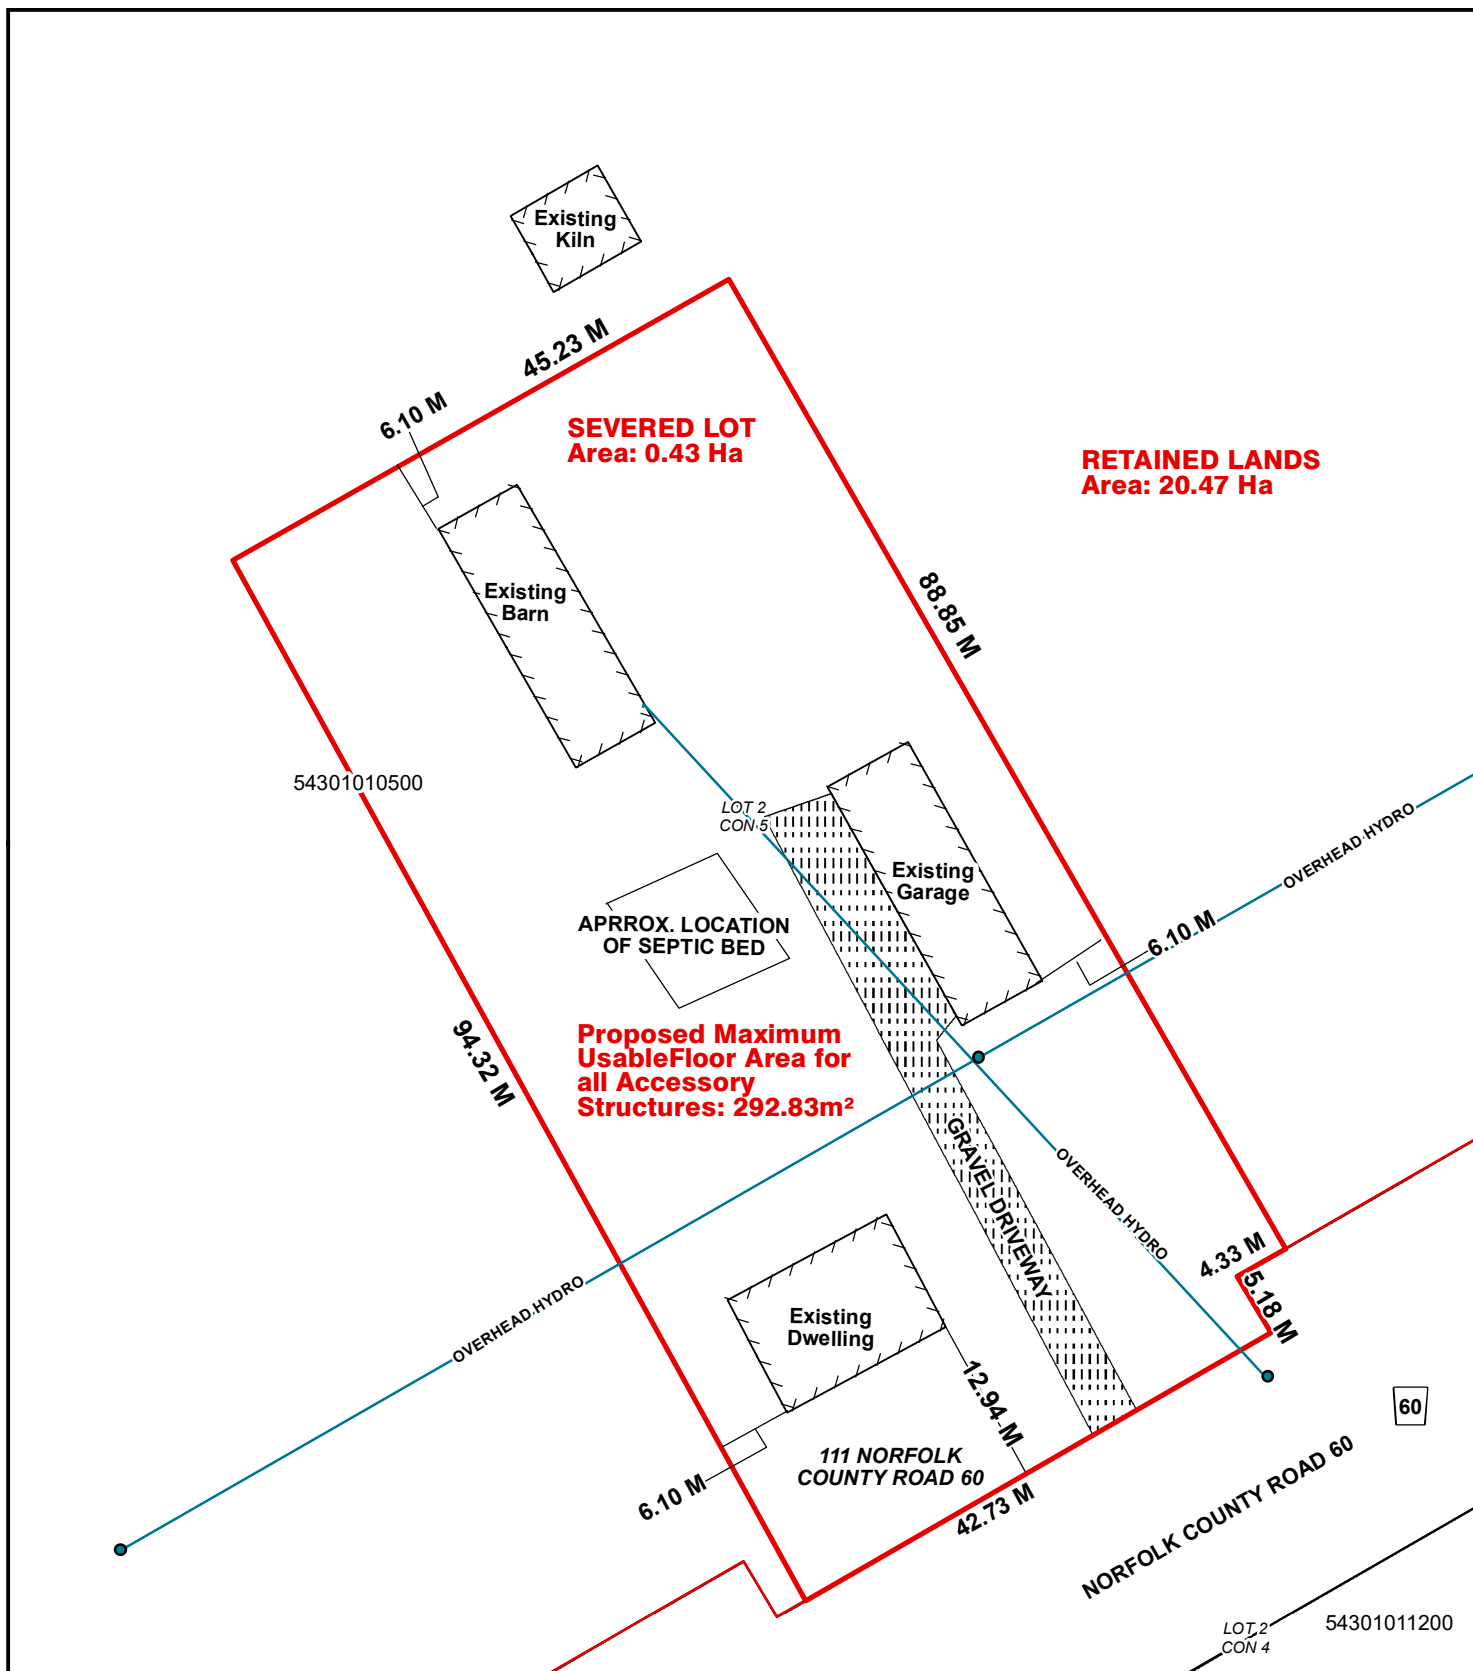 Existing
Kiln
45.23 M
6.10 M
SEVERED LOT
Area: 0.43 Ha
RETAINED LANDS
Area: 20.47 Ha
Existing
Barn
88.85 M
54301010500
LOT 2
CON 5
OVERHEAD HYDRO
Existing
Garage
APRROX. LOCATION
OF SEPTIC BED
6.10 M
94.32 M
Proposed Maximum
UsableFloor Area for
all Accessory
Structures: 292.83m²
GRAVEL DRIVEWAY
OVERHEAD HYDRO
4.33 M
5.18 M
OVERHEAD HYDRO
Existing
Dwelling
12.94 M
60
111 NORFOLK
COUNTY ROAD 60
6.10 M
42.73 M
NORFOLK COUNTY ROAD 60
LOT 2
CON 4
54301011200